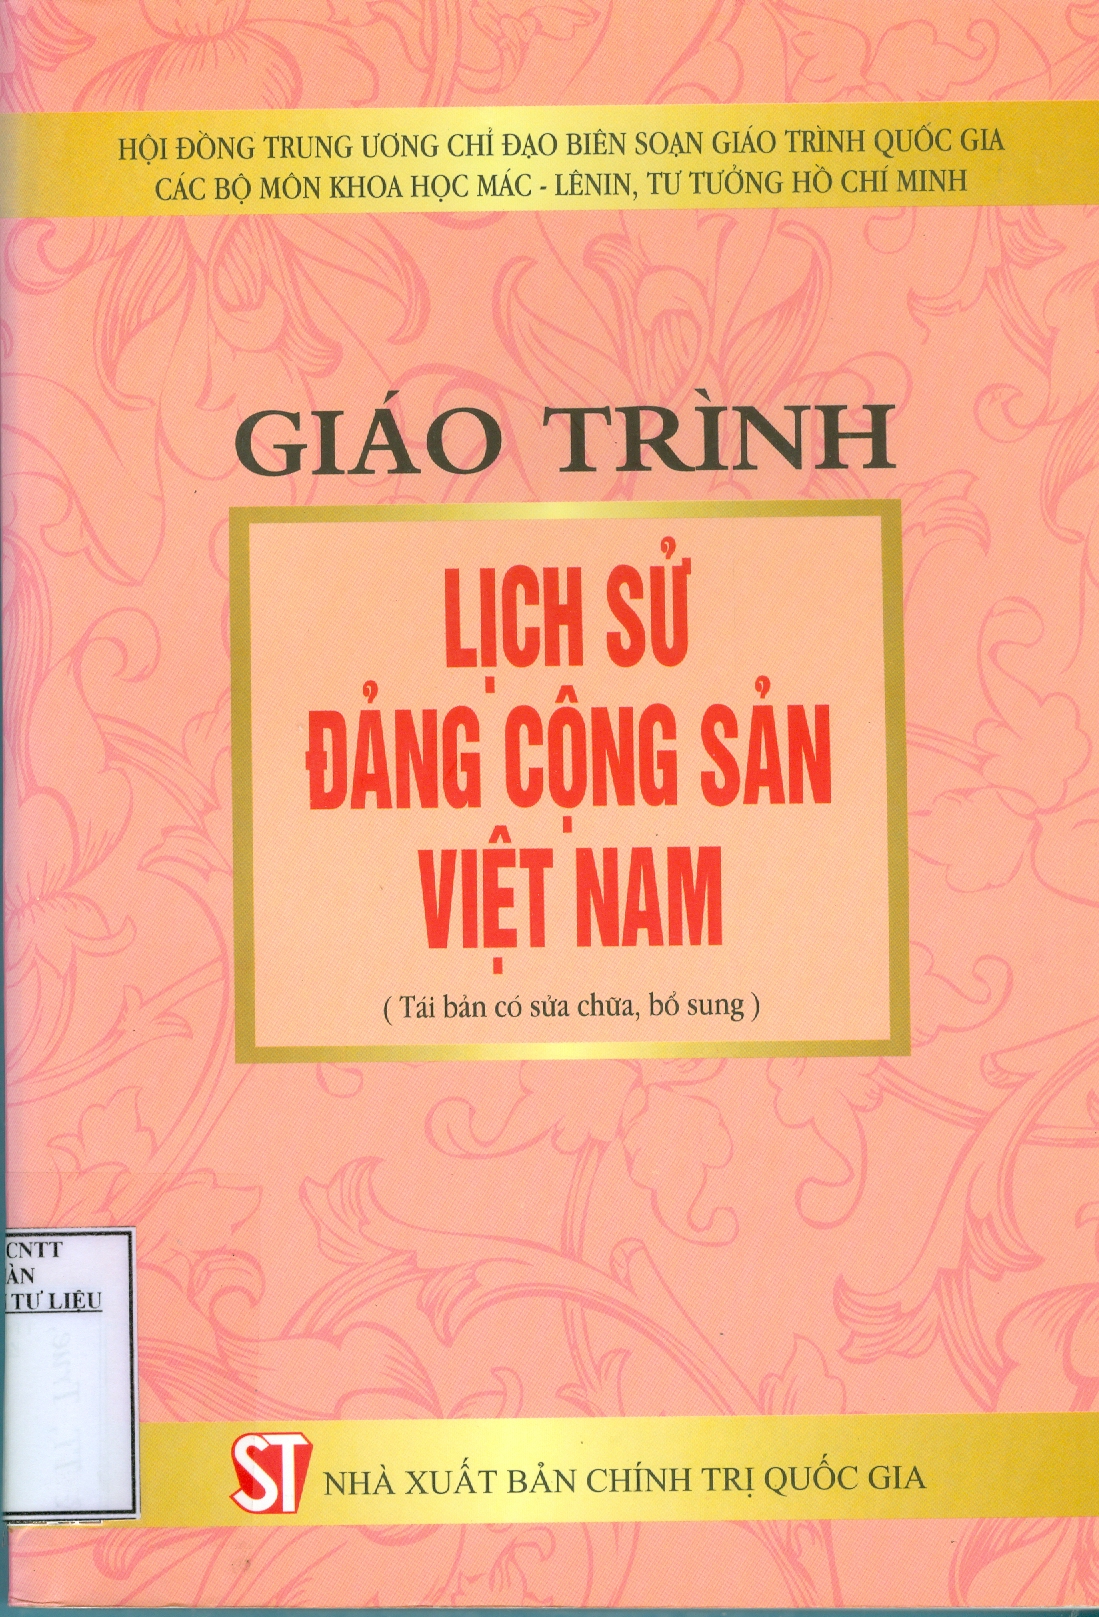 HỘI ĐỒNG TRUNG ƯƠNG CHỈ ĐẠO BIÊN SOẠN GIÁO TRÌNH QUỐC GIA
CÁC BỘ MÔN KHOA HỌC MÁC - LÊNIN, TƯ TƯỞNG HỒ CHÍ MINH
GIÁO TRÌNH
LỊCH SỬ
ĐẢNG CỘNG SẢN
VIỆT NAM
( Tái bản có sửa chữa, bổ sung )
CNTT
ÀN
TƯ LIỆU
ST NHÀ XUẤT BẢN CHÍNH TRỊ QUỐC GIA